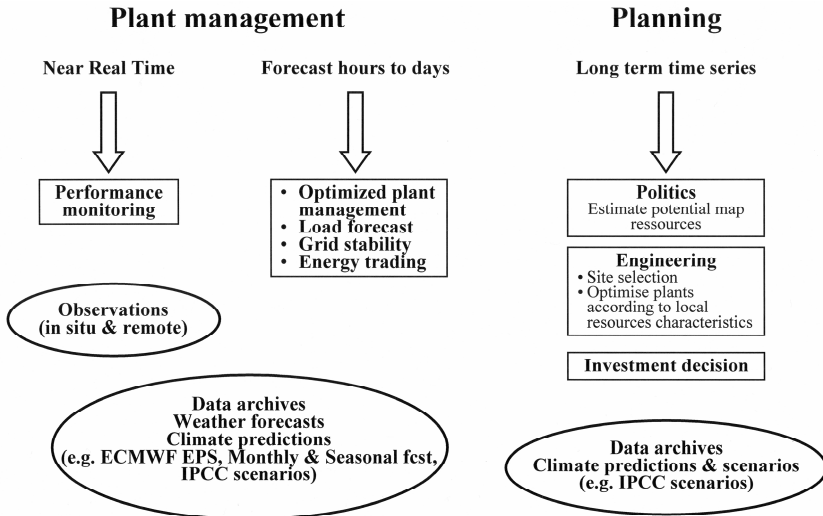 Plant management
Near Real Time
Performance
monitoring
Observations
(in situ & remote)
Forecast hours to days
• Optimized plant
management
• Load forecast
• Grid stability
• Energy trading
Data archives
Weather forecasts
Climate predictions
(e.g. ECMWF EPS, Monthly & Seasonal fcst,
IPCC scenarios)
Planning
Long term time series
Politics
Estimate potential map
ressources
Engineering
• Site selection
• Optimise plants
according to local
resources characteristics
Investment decision
Data archives
Climate predictions & scenarios
(e.g. IPCC scenarios)